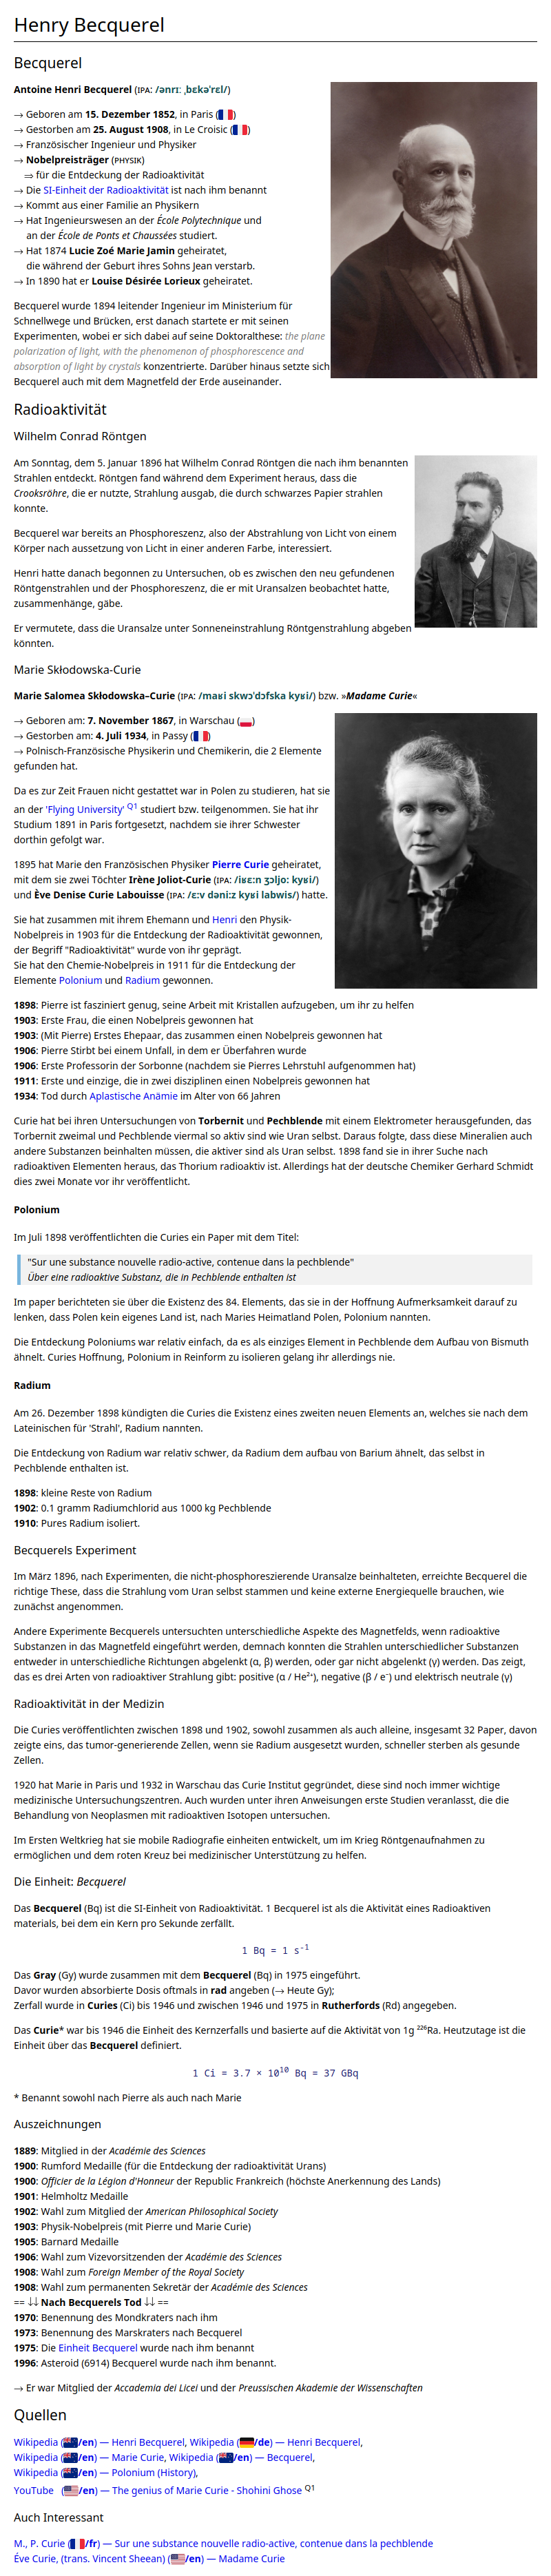 Henry Becquerel
Becquerel
Antoine Henri Becquerel (IPA: /ɑnriː ˌbɛkəˈrɛl/)
→ Geboren am 15. Dezember 1852, in Paris (🇫🇷)
→ Gestorben am 25. August 1908, in Le Croisic (🇫🇷)
→ Französischer Ingenieur und Physiker
→ Nobelpreisträger (PHYSIK)
⇒ für die Entdeckung der Radioaktivität
→ Die SI-Einheit der Radioaktivität ist nach ihm benannt
→ Kommt aus einer Familie an Physikern
→ Hat Ingenieurswesen an der École Polytechnique und
an der École de Ponts et Chaussées studiert.
→ Hat 1874 Lucie Zoé Marie Jamin geheiratet,
die während der Geburt ihres Sohns Jean verstarb.
→ In 1890 hat er Louise Désirée Lorieux geheiratet.
Becquerel wurde 1894 leitender Ingenieur im Ministerium für
Schnellwege und Brücken, erst danach startete er mit seinen
Experimenten, wobei er sich dabei auf seine Doktoralthese: the plane
polarization of light, with the phenomenon of phosphorescence and
absorption of light by crystals konzentrierte. Darüber hinaus setzte sich
Becquerel auch mit dem Magnetfeld der Erde auseinander.
Radioaktivität
Wilhelm Conrad Röntgen
Am Sonntag, dem 5. Januar 1896 hat Wilhelm Conrad Röntgen die nach ihm benannten
Strahlen entdeckt. Röntgen fand während dem Experiment heraus, dass die
Crooksröhre, die er nutzte, Strahlung ausgab, die durch schwarzes Papier strahlen
konnte.
Becquerel war bereits an Phosphoreszenz, also der Abstrahlung von Licht von einem
Körper nach aussetzung von Licht in einer anderen Farbe, interessiert.
Henri hatte danach begonnen zu Untersuchen, ob es zwischen den neu gefundenen
Röntgenstrahlen und der Phosphoreszenz, die er mit Uransalzen beobachtet hatte,
zusammenhänge, gäbe.
Er vermutete, dass die Uransalze unter Sonneneinstrahlung Röntgenstrahlung abgeben
könnten.
Marie Skłodowska-Curie
Marie Salomea Skłodowska–Curie (IPA: /maʁi skwɔˈdɔfska kyʁi/) bzw. »Madame Curie«
→ Geboren am: 7. November 1867, in Warschau (🇵🇱)
→ Gestorben am: 4. Juli 1934, in Passy (🇫🇷)
→ Polnisch-Französische Physikerin und Chemikerin, die 2 Elemente
gefunden hat.
Da es zur Zeit Frauen nicht gestattet war in Polen zu studieren, hat sie
an der 'Flying University' Q1 studiert bzw. teilgenommen. Sie hat ihr
Studium 1891 in Paris fortgesetzt, nachdem sie ihrer Schwester
dorthin gefolgt war.
1895 hat Marie den Französischen Physiker Pierre Curie geheiratet,
mit dem sie zwei Töchter Irène Joliot-Curie (IPA: /iʁɛːn ʒɔljoː kyʁi/)
und Ève Denise Curie Labouisse (IPA: /ɛːv dəniːz kyʁi labwis/) hatte.
Sie hat zusammen mit ihrem Ehemann und Henri den Physik-
Nobelpreis in 1903 für die Entdeckung der Radioaktivität gewonnen,
der Begriff "Radioaktivität" wurde von ihr geprägt.
Sie hat den Chemie-Nobelpreis in 1911 für die Entdeckung der
Elemente Polonium und Radium gewonnen.
1898: Pierre ist fasziniert genug, seine Arbeit mit Kristallen aufzugeben, um ihr zu helfen
1903: Erste Frau, die einen Nobelpreis gewonnen hat
1903: (Mit Pierre) Erstes Ehepaar, das zusammen einen Nobelpreis gewonnen hat
1906: Pierre Stirbt bei einem Unfall, in dem er Überfahren wurde
1906: Erste Professorin der Sorbonne (nachdem sie Pierres Lehrstuhl aufgenommen hat)
1911: Erste und einzige, die in zwei disziplinen einen Nobelpreis gewonnen hat
1934: Tod durch Aplastische Anämie im Alter von 66 Jahren
Curie hat bei ihren Untersuchungen von Torbernit und Pechblende mit einem Elektrometer herausgefunden, das
Torbernit zweimal und Pechblende viermal so aktiv sind wie Uran selbst. Daraus folgte, dass diese Mineralien auch
andere Substanzen beinhalten müssen, die aktiver sind als Uran selbst. 1898 fand sie in ihrer Suche nach
radioaktiven Elementen heraus, das Thorium radioaktiv ist. Allerdings hat der deutsche Chemiker Gerhard Schmidt
dies zwei Monate vor ihr veröffentlicht.
Polonium
Im Juli 1898 veröffentlichten die Curies ein Paper mit dem Titel:
"Sur une substance nouvelle radio-active, contenue dans la pechblende"
Über eine radioaktive Substanz, die in Pechblende enthalten ist
Im paper berichteten sie über die Existenz des 84. Elements, das sie in der Hoffnung Aufmerksamkeit darauf zu
lenken, dass Polen kein eigenes Land ist, nach Maries Heimatland Polen, Polonium nannten.
Die Entdeckung Poloniums war relativ einfach, da es als einziges Element in Pechblende dem Aufbau von Bismuth
ähnelt. Curies Hoffnung, Polonium in Reinform zu isolieren gelang ihr allerdings nie.
Radium
Am 26. Dezember 1898 kündigten die Curies die Existenz eines zweiten neuen Elements an, welches sie nach dem
Lateinischen für 'Strahl', Radium nannten.
Die Entdeckung von Radium war relativ schwer, da Radium dem aufbau von Barium ähnelt, das selbst in
Pechblende enthalten ist.
1898: kleine Reste von Radium
1902: 0.1 gramm Radiumchlorid aus 1000 kg Pechblende
1910: Pures Radium isoliert.
Becquerels Experiment
Im März 1896, nach Experimenten, die nicht-phosphoreszierende Uransalze beinhalteten, erreichte Becquerel die
richtige These, dass die Strahlung vom Uran selbst stammen und keine externe Energiequelle brauchen, wie
zunächst angenommen.
Andere Experimente Becquerels untersuchten unterschiedliche Aspekte des Magnetfelds, wenn radioaktive
Substanzen in das Magnetfeld eingeführt werden, demnach konnten die Strahlen unterschiedlicher Substanzen
entweder in unterschiedliche Richtungen abgelenkt (α, β) werden, oder gar nicht abgelenkt (γ) werden. Das zeigt,
das es drei Arten von radioaktiver Strahlung gibt: positive (α / He²⁺), negative (β / e⁻) und elektrisch neutrale (γ)
Radioaktivität in der Medizin
Die Curies veröffentlichten zwischen 1898 und 1902, sowohl zusammen als auch alleine, insgesamt 32 Paper, davon
zeigte eins, das tumor-generierende Zellen, wenn sie Radium ausgesetzt wurden, schneller sterben als gesunde
Zellen.
1920 hat Marie in Paris und 1932 in Warschau das Curie Institut gegründet, diese sind noch immer wichtige
medizinische Untersuchungszentren. Auch wurden unter ihren Anweisungen erste Studien veranlasst, die die
Behandlung von Neoplasmen mit radioaktiven Isotopen untersuchen.
Im Ersten Weltkrieg hat sie mobile Radiografie einheiten entwickelt, um im Krieg Röntgenaufnahmen zu
ermöglichen und dem roten Kreuz bei medizinischer Unterstützung zu helfen.
Die Einheit: Becquerel
Das Becquerel (Bq) ist die SI-Einheit von Radioaktivität. 1 Becquerel ist als die Aktivität eines Radioaktiven
materials, bei dem ein Kern pro Sekunde zerfällt.
1 Bq = 1 s⁻¹
Das Gray (Gy) wurde zusammen mit dem Becquerel (Bq) in 1975 eingeführt.
Davor wurden absorbierte Dosis oftmals in rad angeben (→ Heute Gy);
Zerfall wurde in Curies (Ci) bis 1946 und zwischen 1946 und 1975 in Rutherfords (Rd) angegeben.
Das Curie* war bis 1946 die Einheit des Kernzerfalls und basierte auf die Aktivität von 1g ²²⁶Ra. Heutzutage ist die
Einheit über das Becquerel definiert.
1 Ci = 3.7 × 10¹⁰ Bq = 37 GBq
* Benannt sowohl nach Pierre als auch nach Marie
Auszeichnungen
1889: Mitglied in der Académie des Sciences
1900: Rumford Medaille (für die Entdeckung der radioaktivität Urans)
1900: Officier de la Légion d'Honneur der Republic Frankreich (höchste Anerkennung des Lands)
1901: Helmholtz Medaille
1902: Wahl zum Mitglied der American Philosophical Society
1903: Physik-Nobelpreis (mit Pierre und Marie Curie)
1905: Barnard Medaille
1906: Wahl zum Vizevorsitzenden der Académie des Sciences
1908: Wahl zum Foreign Member of the Royal Society
1908: Wahl zum permanenten Sekretär der Académie des Sciences
== ↓↓ Nach Becquerels Tod ↓↓ ==
1970: Benennung des Mondkraters nach ihm
1973: Benennung des Marskraters nach Becquerel
1975: Die Einheit Becquerel wurde nach ihm benannt
1996: Asteroid (6914) Becquerel wurde nach ihm benannt.
→ Er war Mitglied der Accademia dei Licei und der Preussischen Akademie der Wissenschaften
Quellen
Wikipedia (🇳🇿/en) — Henri Becquerel, Wikipedia (🇩🇪/de) — Henri Becquerel,
Wikipedia (🇳🇿/en) — Marie Curie, Wikipedia (🇳🇿/en) — Becquerel,
Wikipedia (🇳🇿/en) — Polonium (History),
YouTube (🇺🇸/en) — The genius of Marie Curie - Shohini Ghose Q1
Auch Interessant
M., P. Curie (🇫🇷/fr) — Sur une substance nouvelle radio-active, contenue dans la pechblende
Éve Curie, (trans. Vincent Sheean) (🇺🇸/en) — Madame Curie